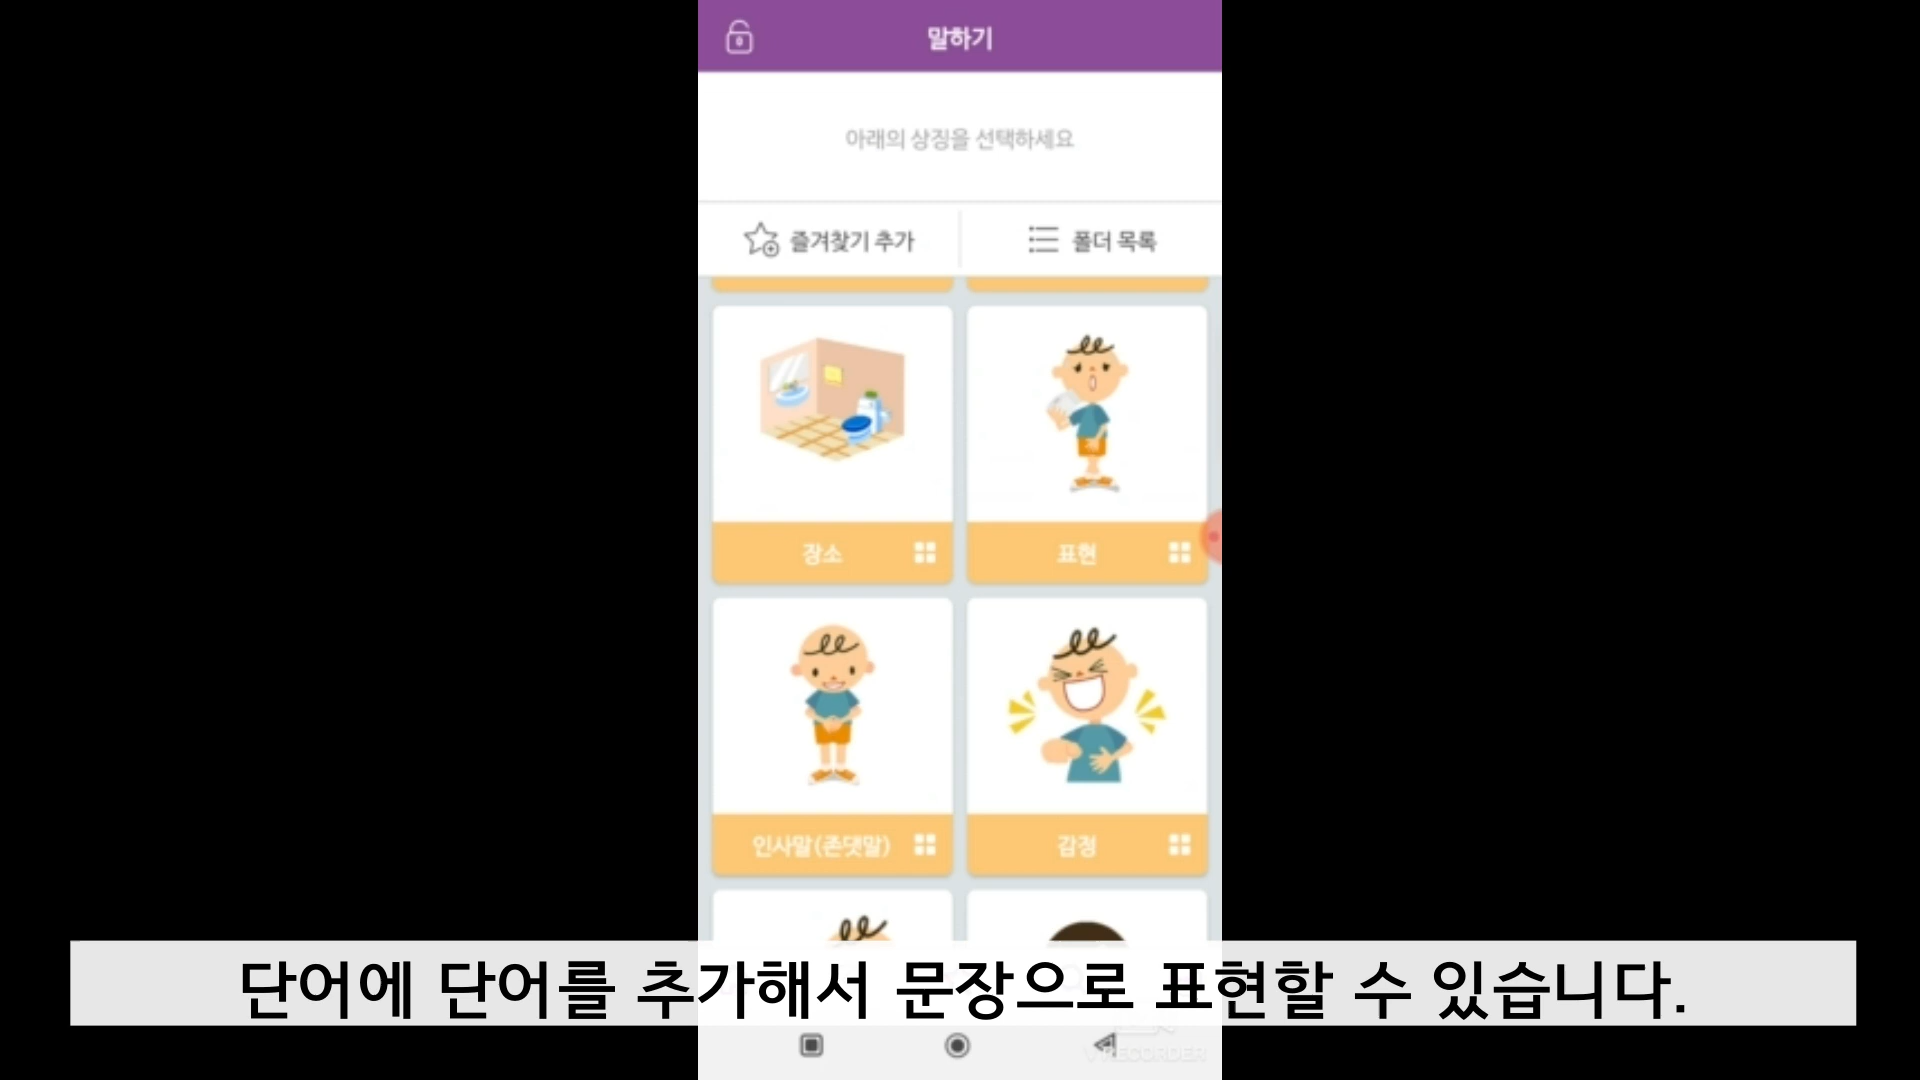 말하기
아래의 상징을 선택하세요
즐겨찾기 추가
폴더 목록
장소
표현
인사말(존댓말)
감정
단어에 단어를 추가해서 문장으로 표현할 수 있습니다.
V RECORDER